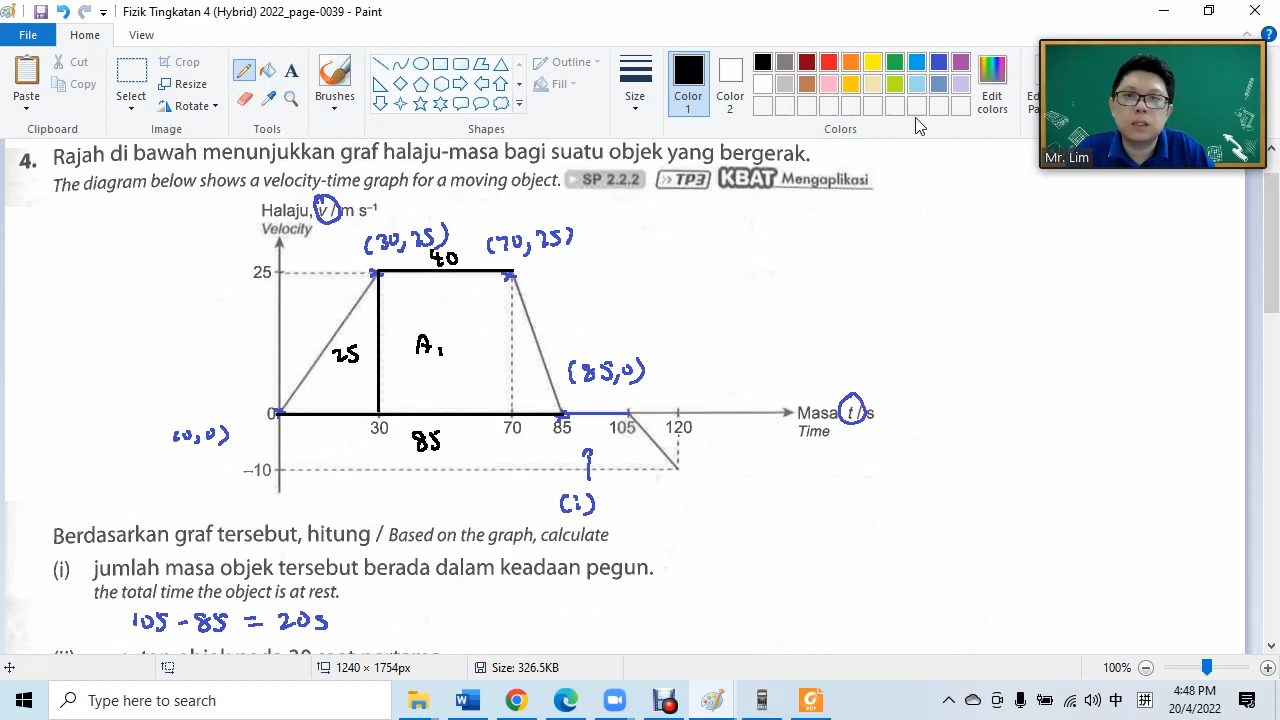 Fizik Tingkatan 4 (Hybrid) 2022_page-0039 - Paint
File Home View
Paste
Cut
Copy
Clipboard
Select
Crop
Resize
Rotate
Image
A
Tools
Brushes
Outline
Fill
Shapes
Size
Color 1
Color 2
Edit colors
Colors
Mr. Lim
4. Rajah di bawah menunjukkan graf halaju-masa bagi suatu objek yang bergerak.
The diagram below shows a velocity-time graph for a moving object. SP 2.2.2 TP3 KBAT Mengaplikasi
Halaju, v / m s⁻¹
Velocity
(30,25) (70,25)
40
25
25
A₁
(85,0)
0
Masa t / s
Time
(0,0)
30 70 85 105 120
85
−10
(i)
Berdasarkan graf tersebut, hitung / Based on the graph, calculate
(i) jumlah masa objek tersebut berada dalam keadaan pegun.
the total time the object is at rest.
105 - 85 = 20s
1240 × 1754px
Size: 326.5KB
100%
Type here to search
中
拼
4:48 PM
20/4/2022